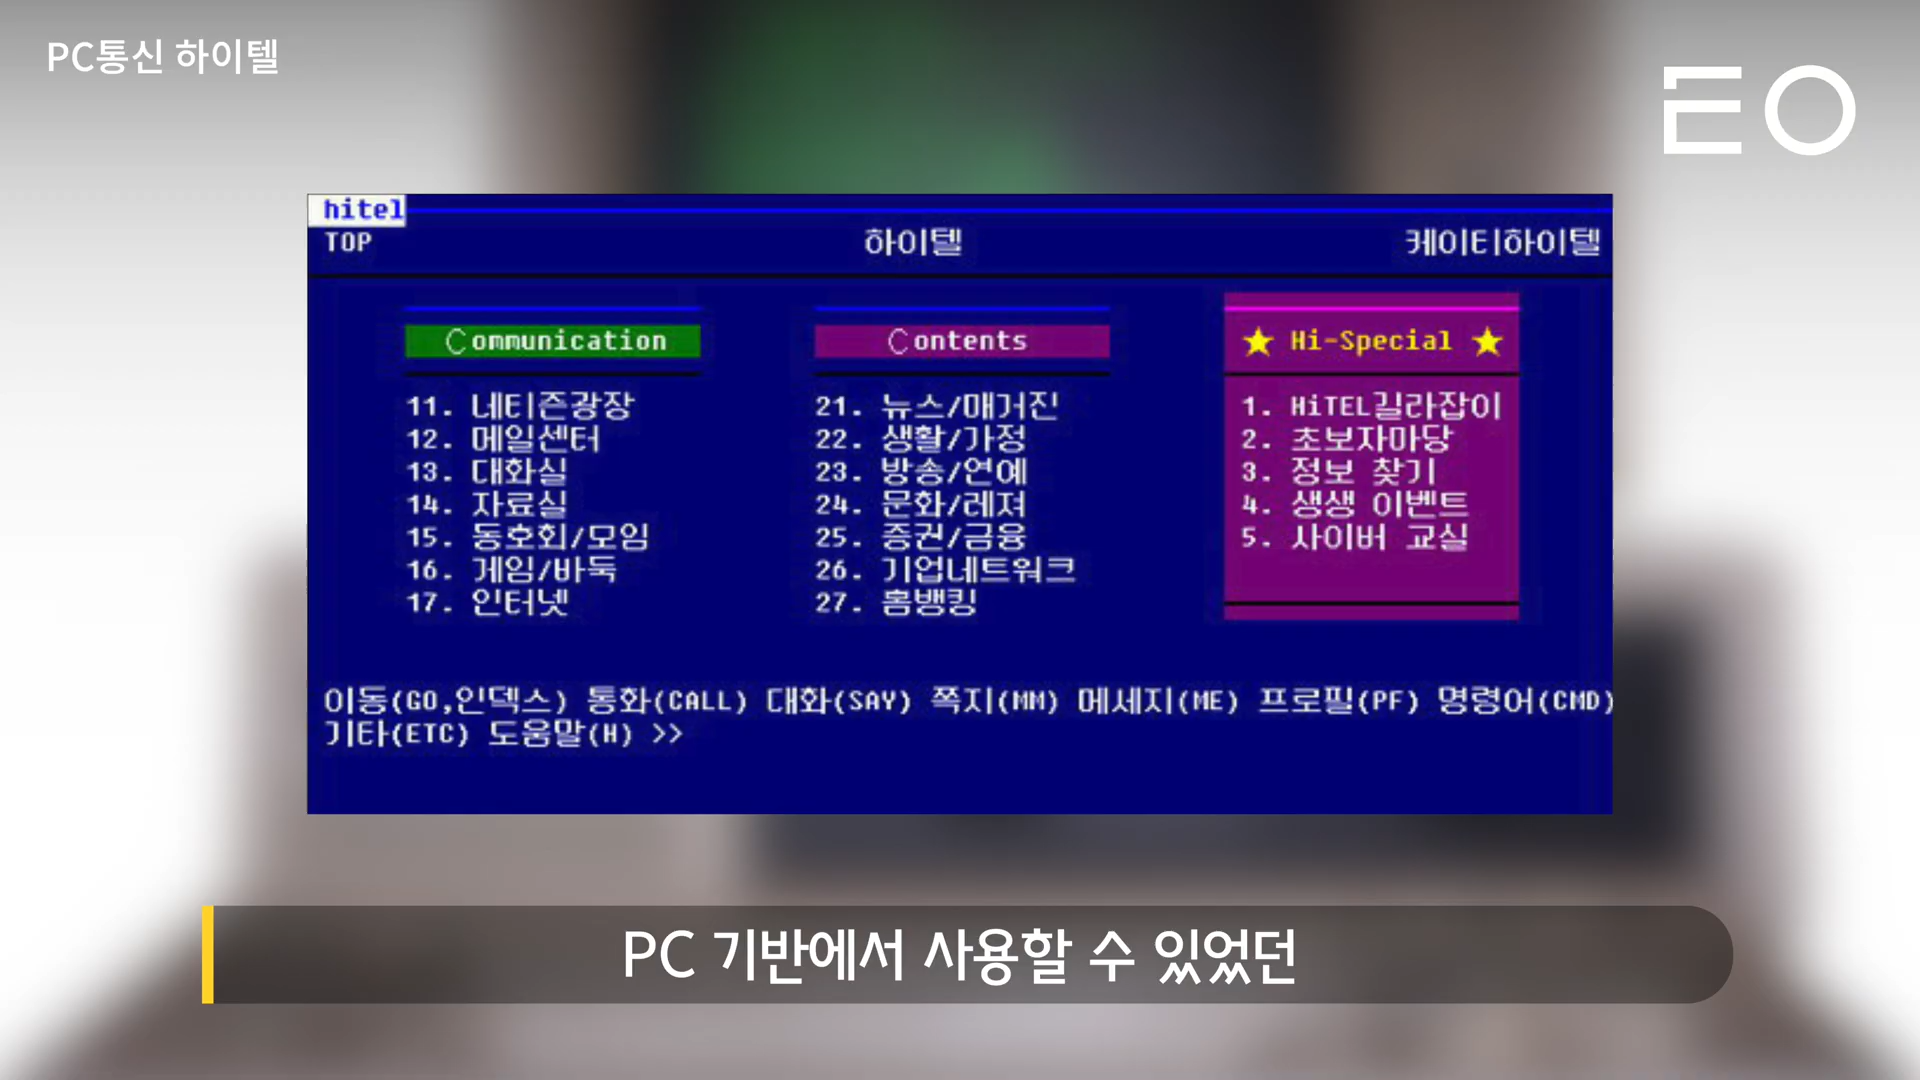 PC통신 하이텔
EO
hitel
TOP 하이텔 케이티하이텔
Communication
11. 네티즌광장
12. 메일센터
13. 대화실
14. 자료실
15. 동호회/모임
16. 게임/바둑
17. 인터넷
Contents
21. 뉴스/매거진
22. 생활/가정
23. 방송/연예
24. 문화/레져
25. 증권/금융
26. 기업네트워크
27. 홈뱅킹
★ Hi-Special ★
1. HiTEL길라잡이
2. 초보자마당
3. 정보 찾기
4. 생생 이벤트
5. 사이버 교실
이동(GO,인덱스) 통화(CALL) 대화(SAY) 쪽지(MM) 메세지(ME) 프로필(PF) 명령어(CMD)
기타(ETC) 도움말(H) >>
PC 기반에서 사용할 수 있었던